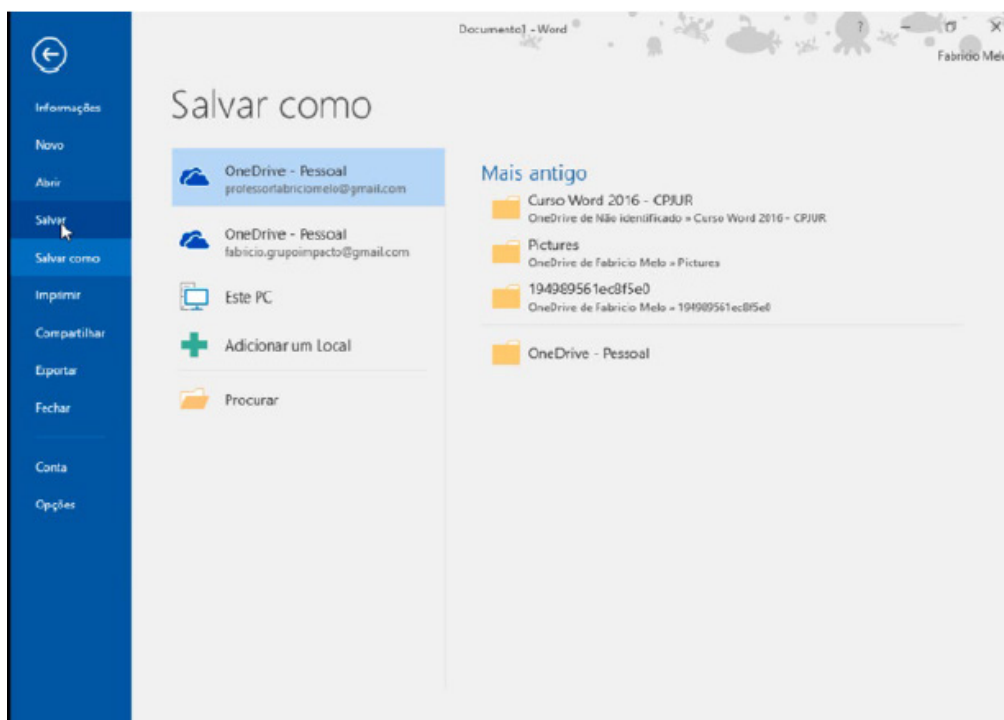 Documento1 - Word
?
Fabricio Melo
Informações
Novo
Abrir
Salvar
Salvar como
Imprimir
Compartilhar
Exportar
Fechar
Conta
Opções
Salvar como
OneDrive - Pessoal
professorfabriciomelo@gmail.com
OneDrive - Pessoal
fabricio.grupoimpacto@gmail.com
Este PC
Adicionar um Local
Procurar
Mais antigo
Curso Word 2016 - CPJUR
OneDrive de Não identificado » Curso Word 2016 - CPJUR
Pictures
OneDrive de Fabricio Melo » Pictures
194989561ec8f5e0
OneDrive de Fabricio Melo » 194989561ec8f5e0
OneDrive - Pessoal